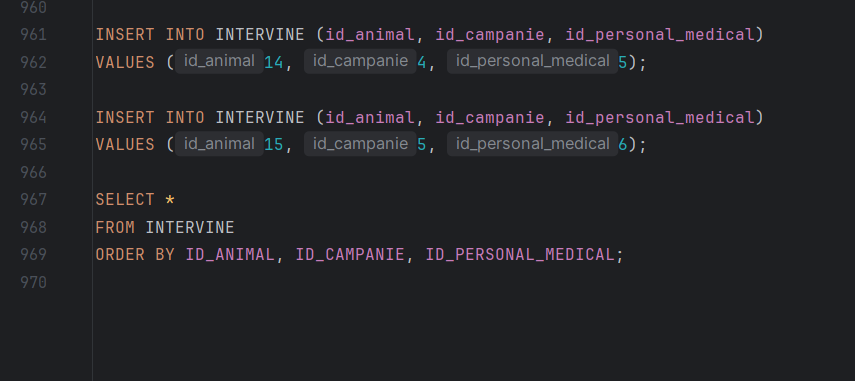 960
961 INSERT INTO INTERVINE (id_animal, id_campanie, id_personal_medical)
962 VALUES ( id_animal 14, id_campanie 4, id_personal_medical 5);
963
964 INSERT INTO INTERVINE (id_animal, id_campanie, id_personal_medical)
965 VALUES ( id_animal 15, id_campanie 5, id_personal_medical 6);
966
967 SELECT *
968 FROM INTERVINE
969 ORDER BY ID_ANIMAL, ID_CAMPANIE, ID_PERSONAL_MEDICAL;
970